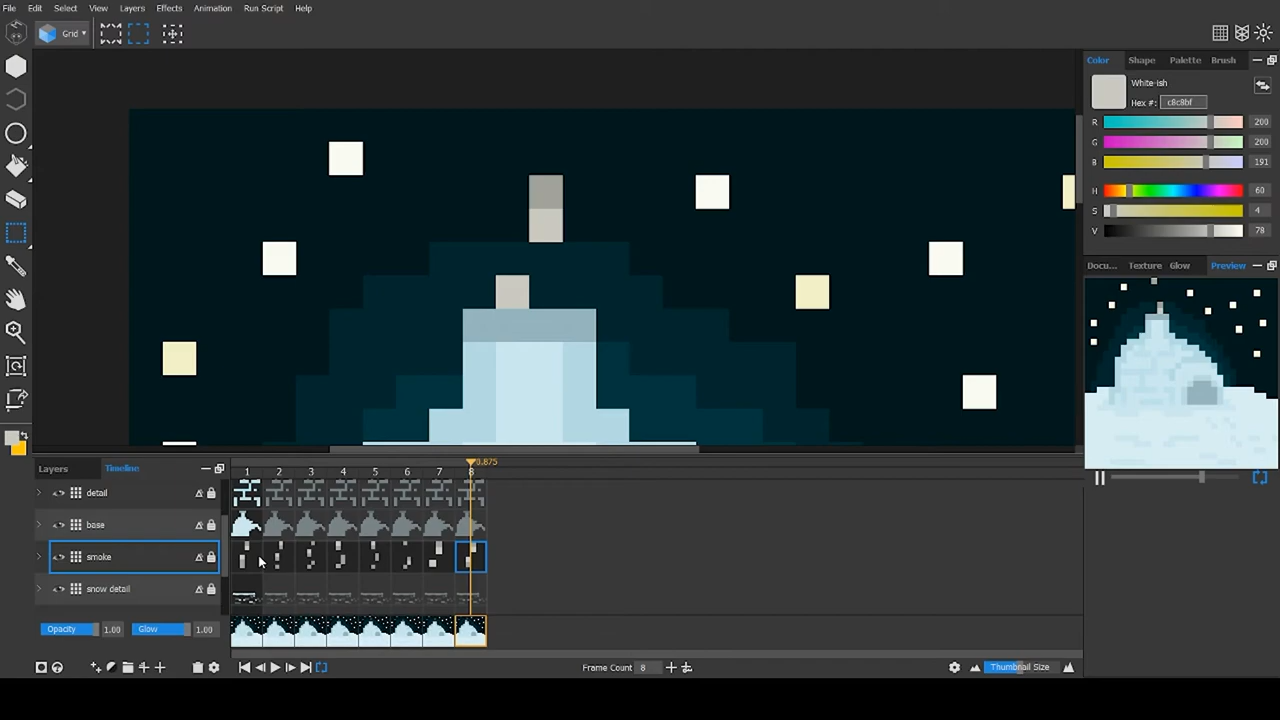 File Edit Select View Layers Effects Animation Run Script Help
Grid
Color Shape Palette Brush
White-ish
Hex #: c8c8bf
R 200
G 200
B 191
H 60
S 4
V 78
Docu... Texture Glow Preview
Layers Timeline
0.875
1 2 3 4 5 6 7 8
detail
base
smoke
snow detail
Opacity 1.00 Glow 1.00
Frame Count 8
Thumbnail Size